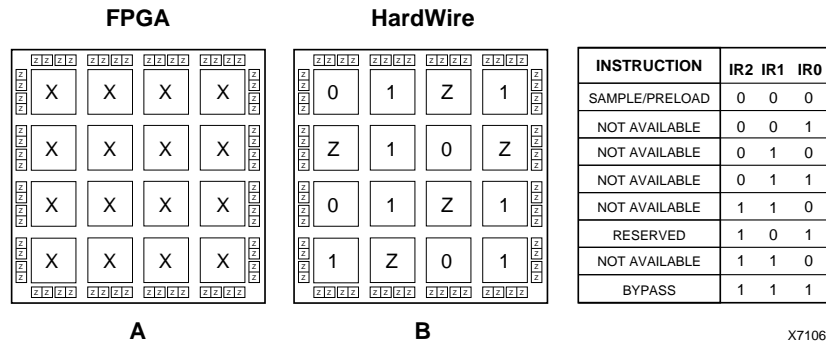 FPGA
Z Z Z Z Z Z Z Z Z Z Z Z Z Z Z Z
Z Z
Z Z
X X X X
Z Z
Z Z
Z Z
Z Z
X X X X
Z Z
Z Z
Z Z
Z Z
X X X X
Z Z
Z Z
Z Z
Z Z
X X X X
Z Z
Z Z
Z Z Z Z Z Z Z Z Z Z Z Z Z Z Z Z
A
HardWire
Z Z Z Z Z Z Z Z Z Z Z Z Z Z Z Z
Z Z
Z Z
0 1 Z 1
Z Z
Z Z
Z Z
Z Z
Z 1 0 Z
Z Z
Z Z
Z Z
Z Z
0 1 Z 1
Z Z
Z Z
Z Z
Z Z
1 Z 0 1
Z Z
Z Z
Z Z Z Z Z Z Z Z Z Z Z Z Z Z Z Z
B
INSTRUCTION IR2 IR1 IR0
SAMPLE/PRELOAD 0 0 0
NOT AVAILABLE 0 0 1
NOT AVAILABLE 0 1 0
NOT AVAILABLE 0 1 1
NOT AVAILABLE 1 1 0
RESERVED 1 0 1
NOT AVAILABLE 1 1 0
BYPASS 1 1 1
X7106